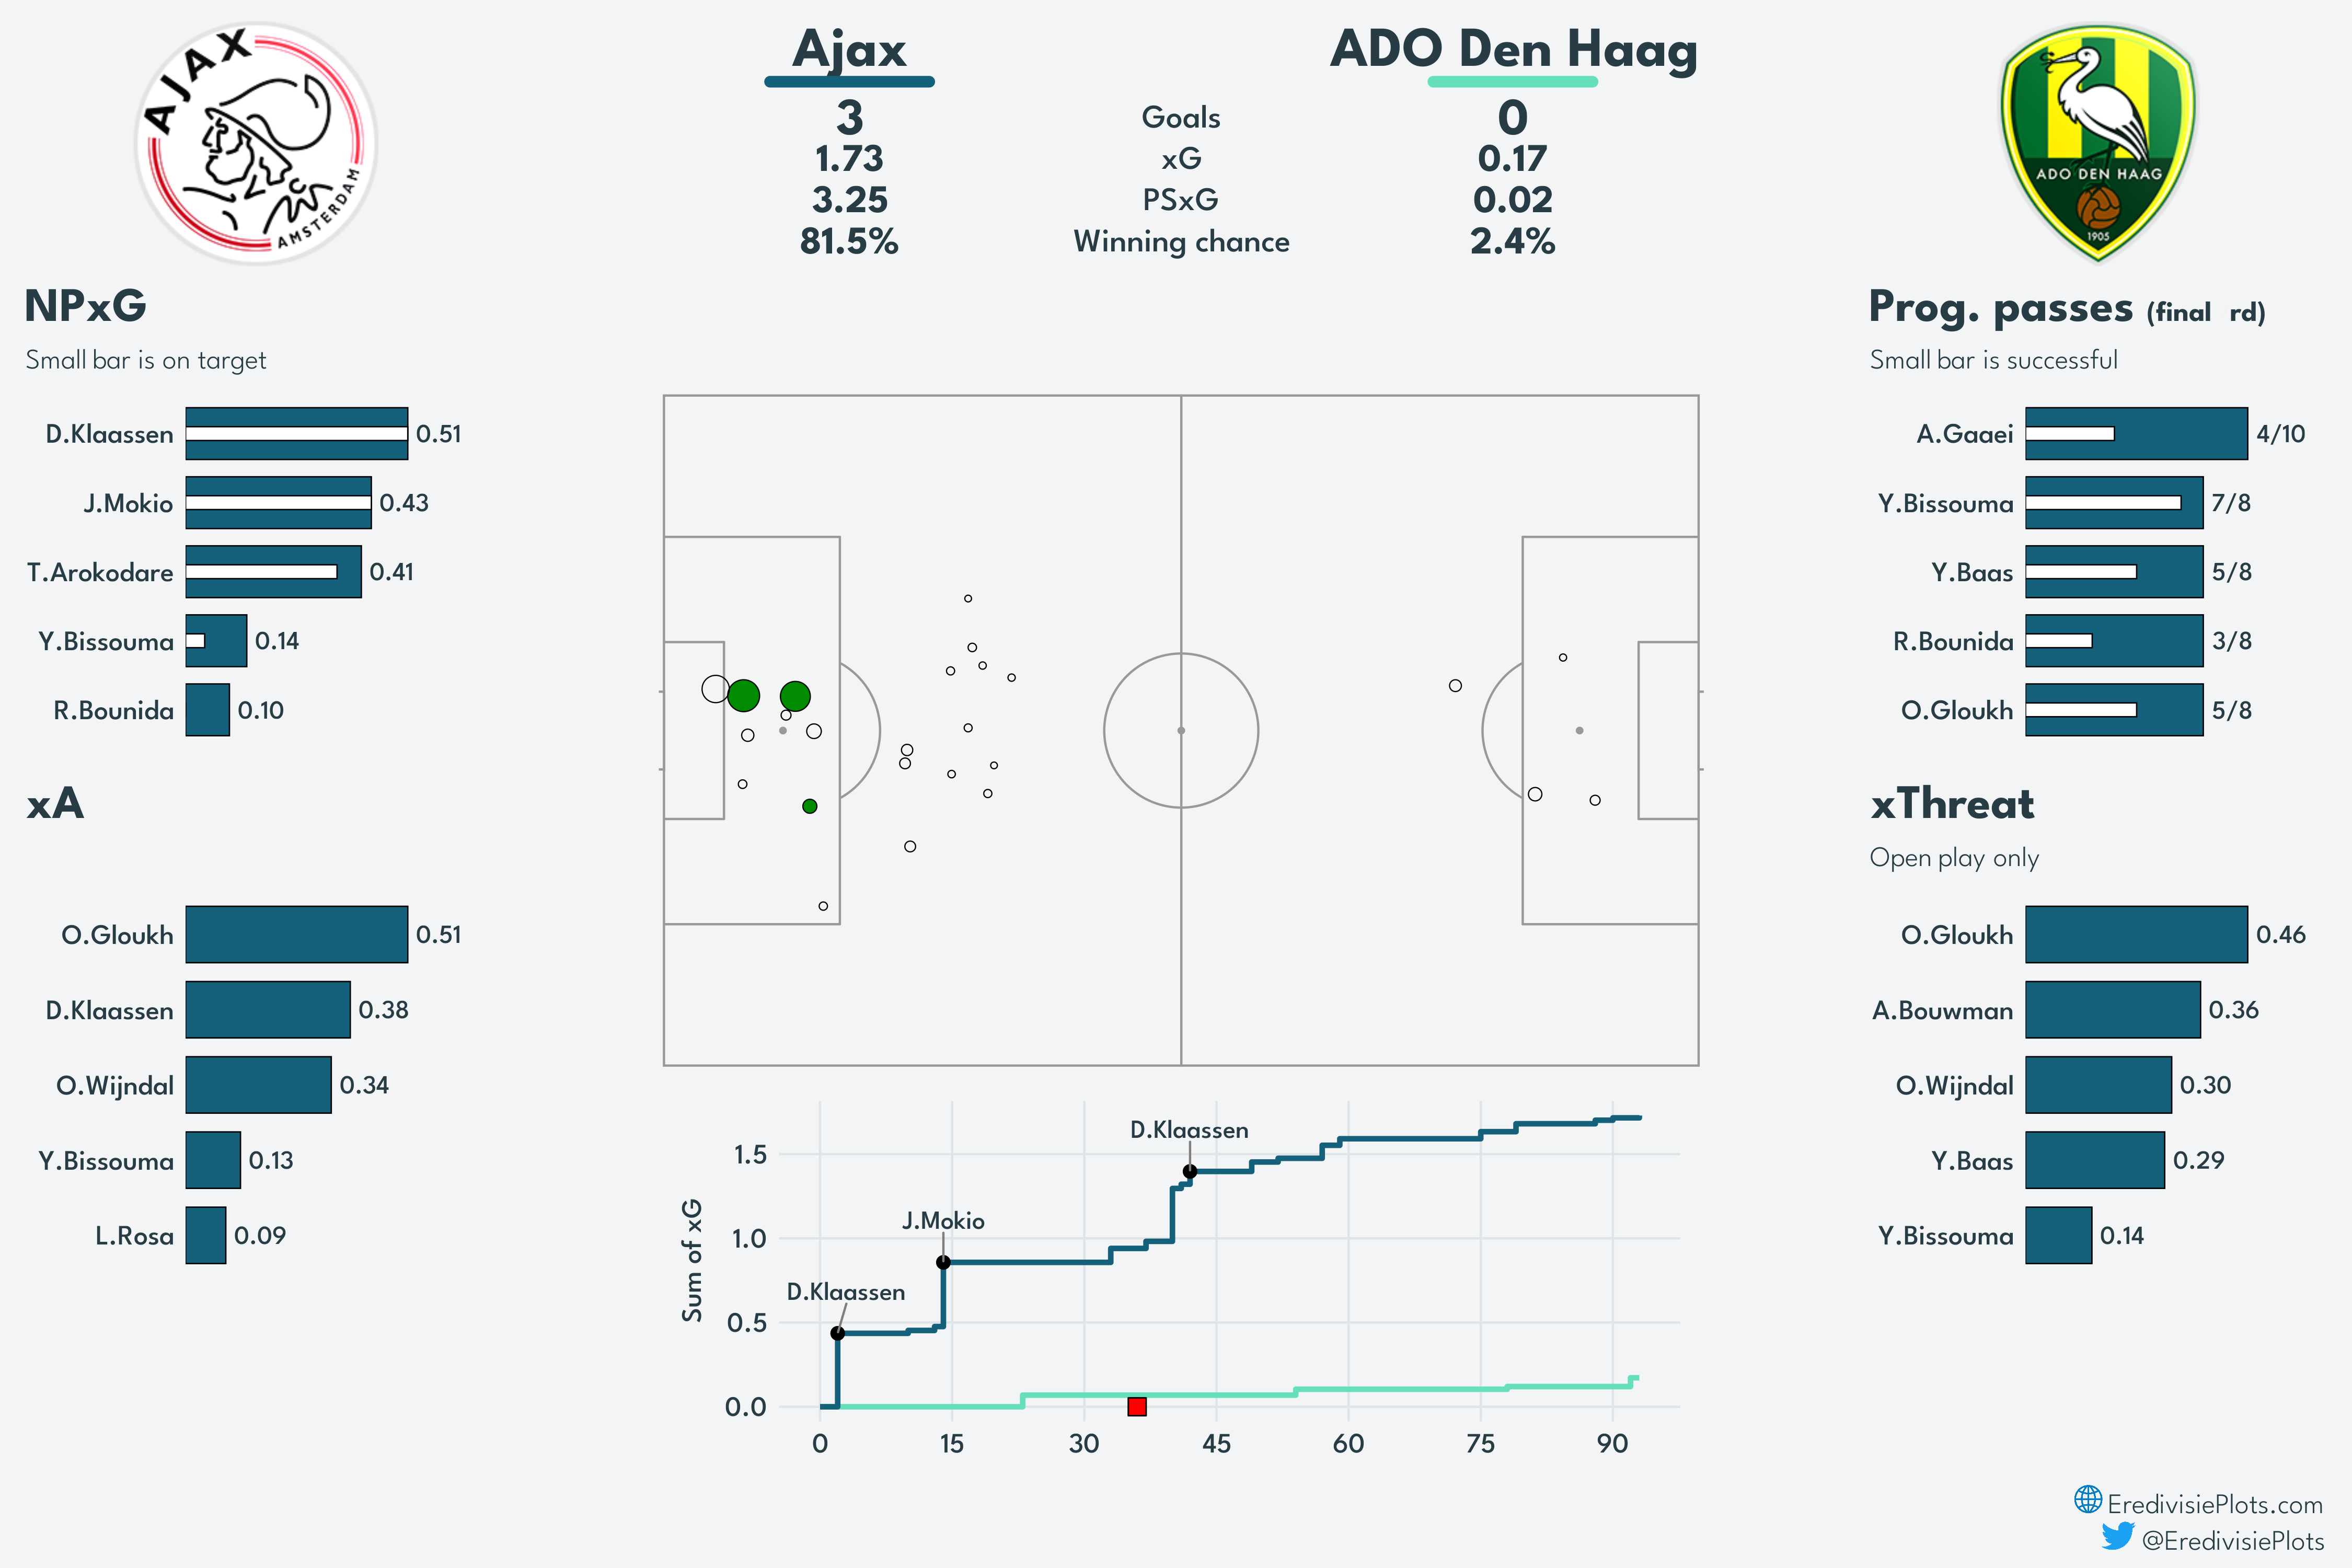 AJAX
AMSTERDAM
Ajax
ADO Den Haag
ADO DEN HAAG
1905
3 Goals 0
1.73 xG 0.17
3.25 PSxG 0.02
81.5% Winning chance 2.4%
NPxG
Small bar is on target
D.Klaassen 0.51
J.Mokio 0.43
T.Arokodare 0.41
Y.Bissouma 0.14
R.Bounida 0.10
xA
O.Gloukh 0.51
D.Klaassen 0.38
O.Wijndal 0.34
Y.Bissouma 0.13
L.Rosa 0.09
Sum of xG
1.5
1.0
0.5
0.0
D.Klaassen
J.Mokio
D.Klaassen
0 15 30 45 60 75 90
Prog. passes (final rd)
Small bar is successful
A.Gaaei 4/10
Y.Bissouma 7/8
Y.Baas 5/8
R.Bounida 3/8
O.Gloukh 5/8
xThreat
Open play only
O.Gloukh 0.46
A.Bouwman 0.36
O.Wijndal 0.30
Y.Baas 0.29
Y.Bissouma 0.14
EredivisiePlots.com
@EredivisiePlots